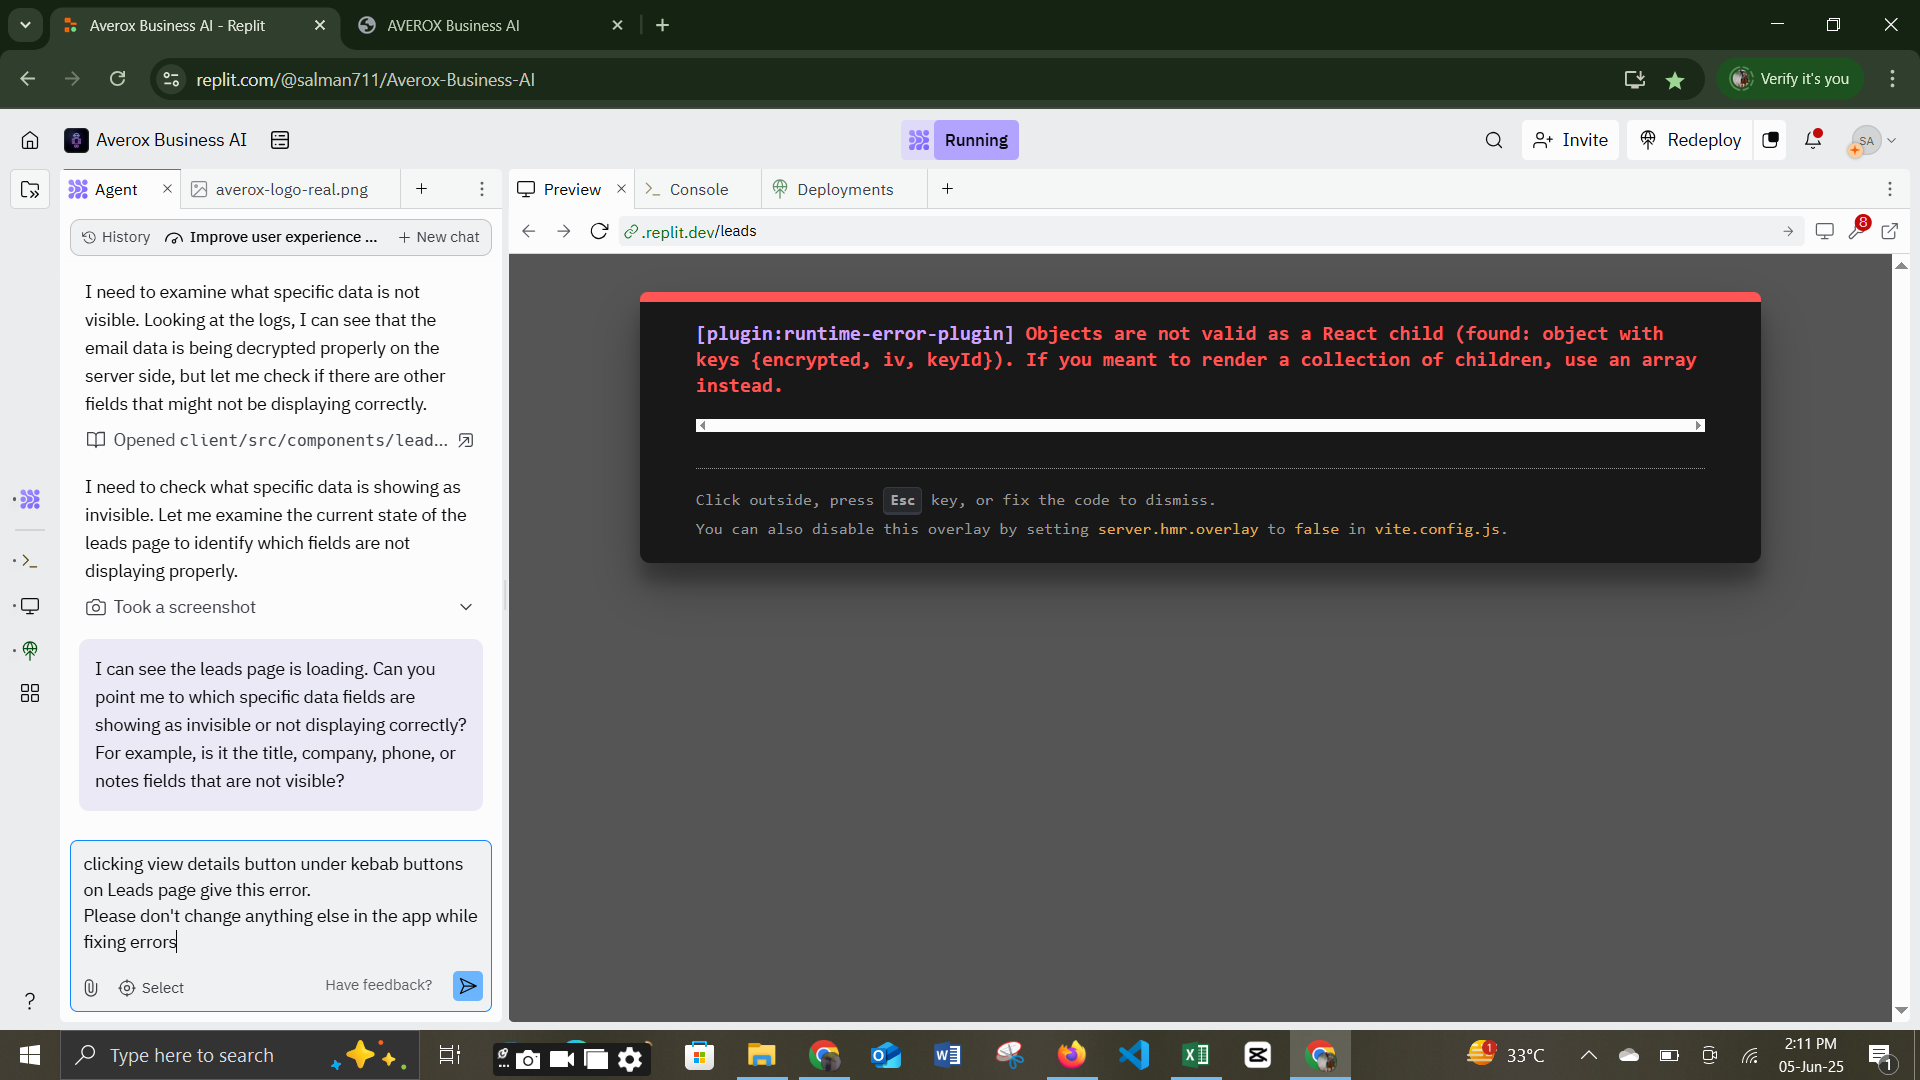 Averox Business AI - Replit
AVEROX Business AI
replit.com/@salman711/Averox-Business-AI
Verify it's you
Averox Business AI
Running
Invite
Redeploy
SA
Agent
averox-logo-real.png
Preview
Console
Deployments
History
Improve user experience ...
New chat
.replit.dev/leads
8
I need to examine what specific data is not
visible. Looking at the logs, I can see that the
email data is being decrypted properly on the
server side, but let me check if there are other
fields that might not be displaying correctly.
Opened client/src/components/lead...
I need to check what specific data is showing as
invisible. Let me examine the current state of the
leads page to identify which fields are not
displaying properly.
Took a screenshot
I can see the leads page is loading. Can you
point me to which specific data fields are
showing as invisible or not displaying correctly?
For example, is it the title, company, phone, or
notes fields that are not visible?
clicking view details button under kebab buttons
on Leads page give this error.
Please don't change anything else in the app while
fixing errors
Select
Have feedback?
[plugin:runtime-error-plugin] Objects are not valid as a React child (found: object with
keys {encrypted, iv, keyId}). If you meant to render a collection of children, use an array
instead.
Click outside, press Esc key, or fix the code to dismiss.
You can also disable this overlay by setting server.hmr.overlay to false in vite.config.js.
Type here to search
1
33°C
2:11 PM
05-Jun-25
1